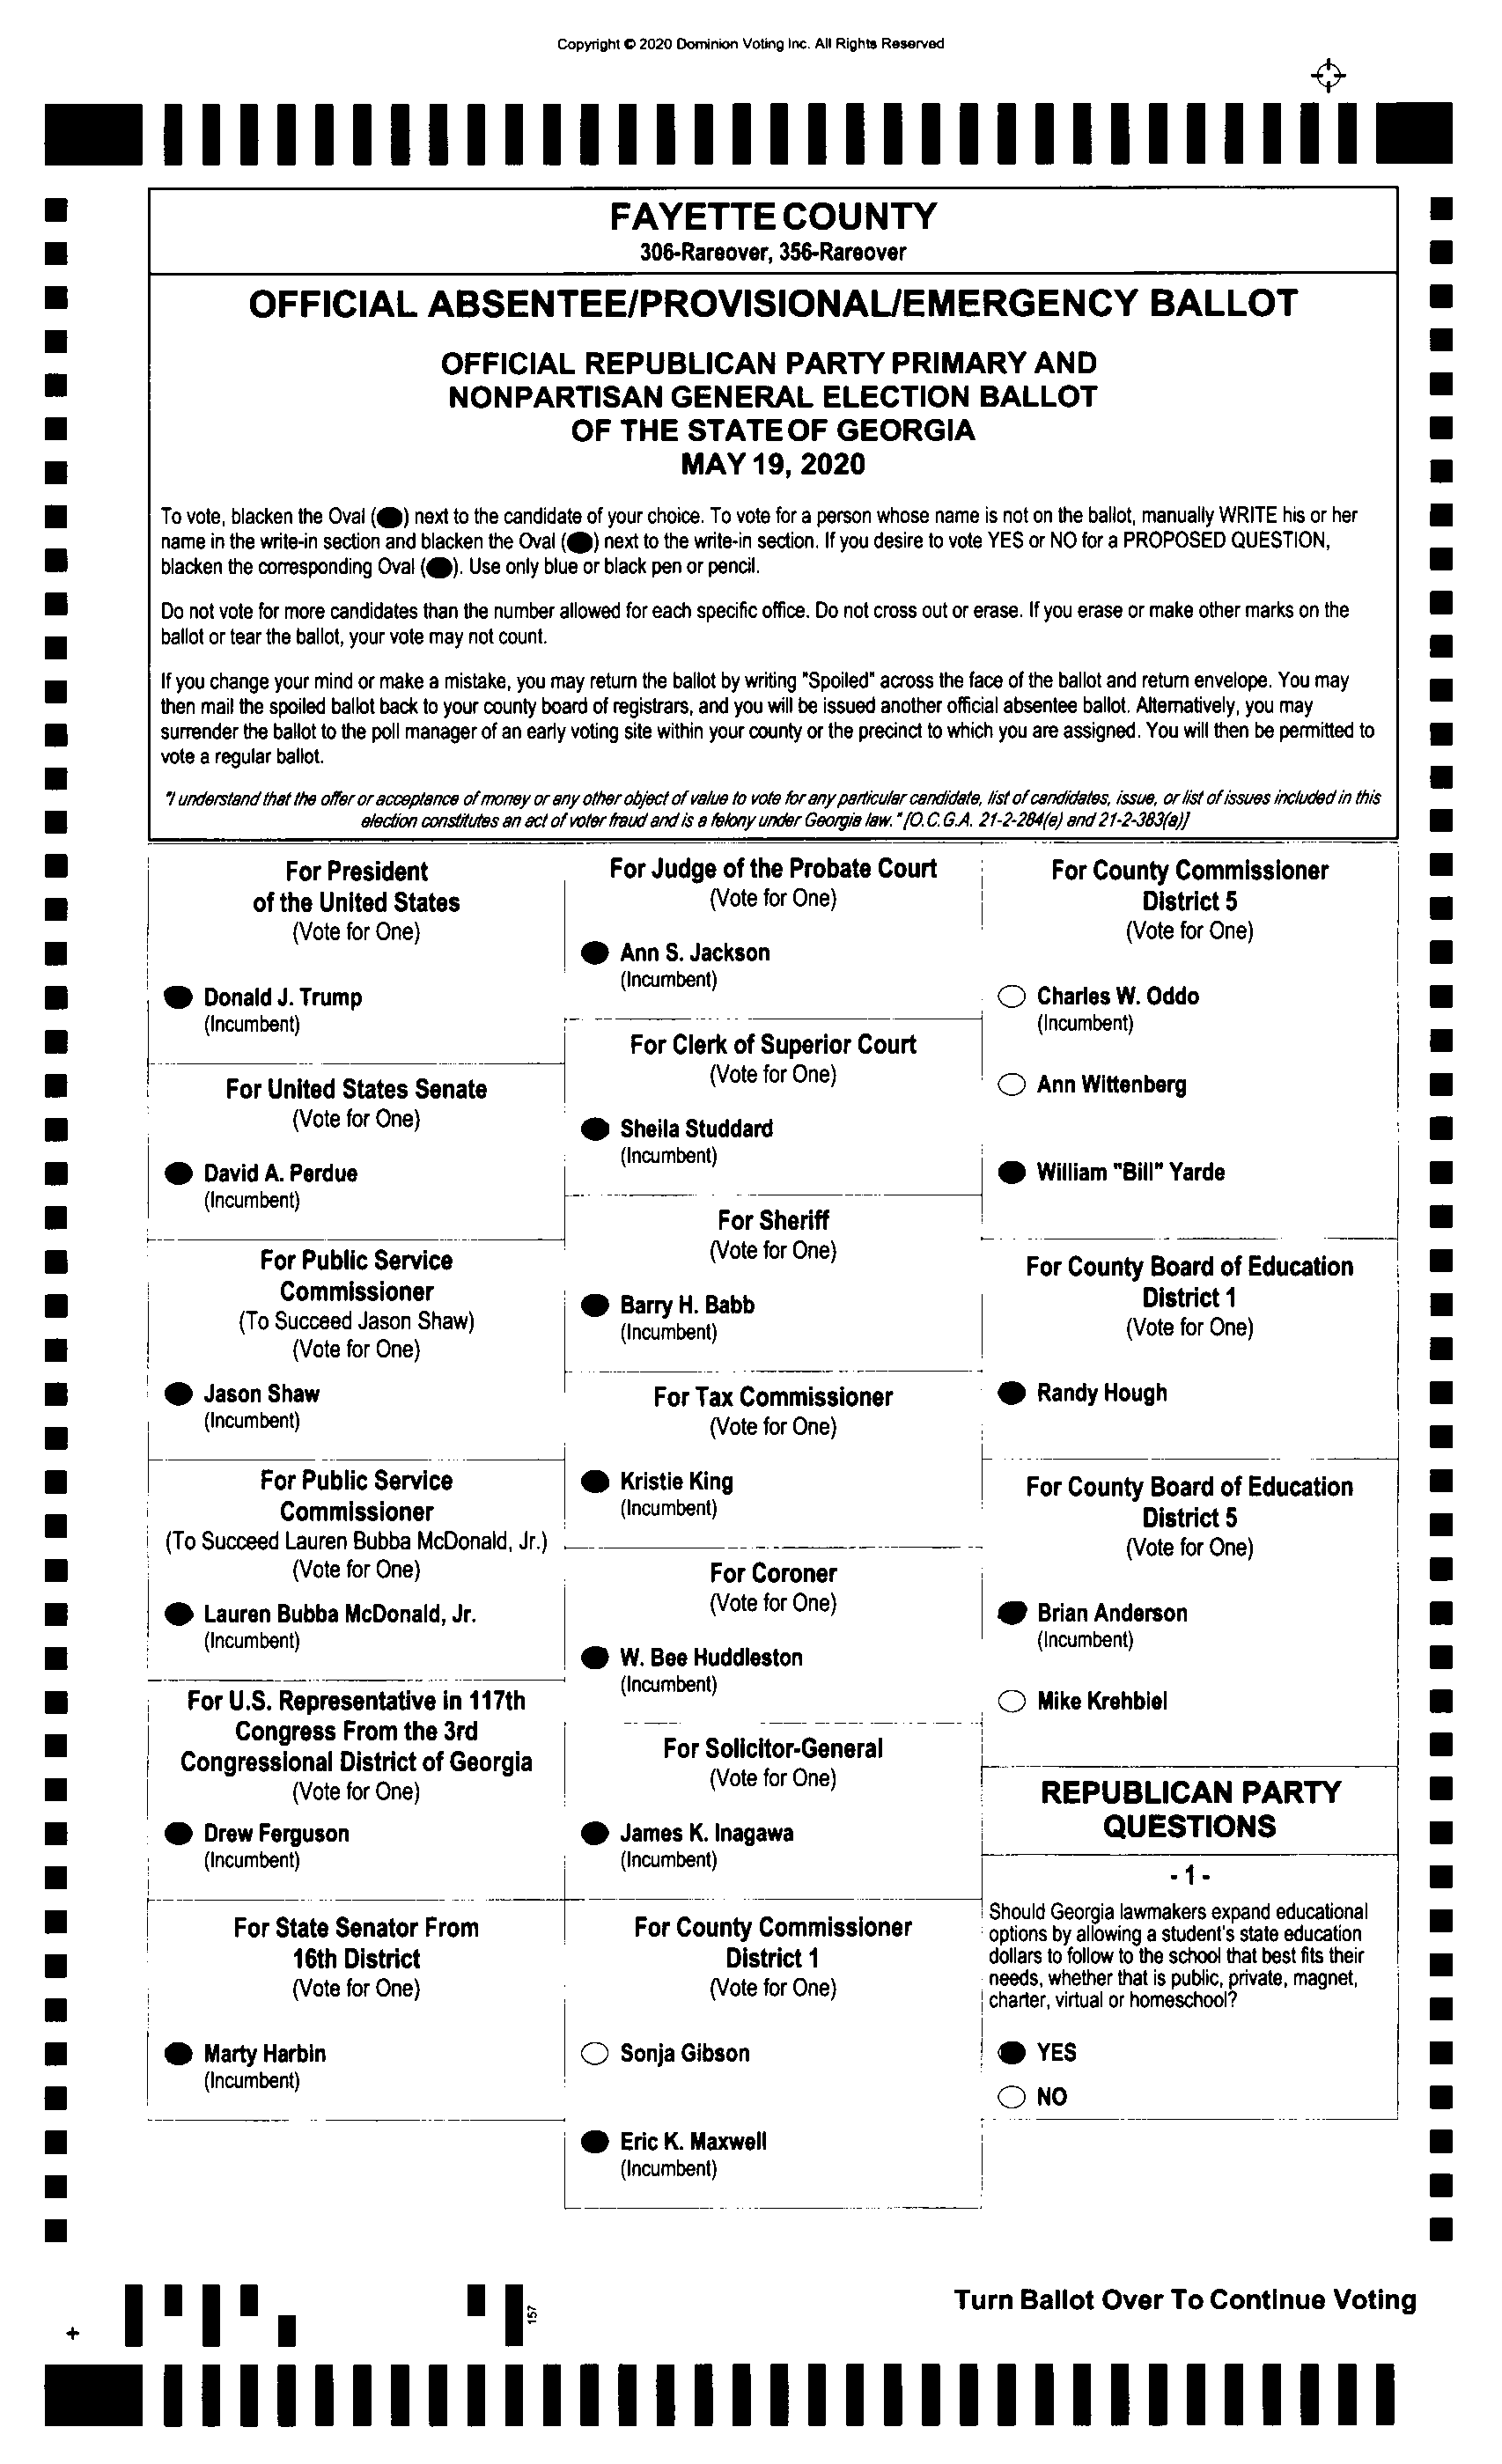 Copyright © 2020 Dominion Voting Inc. All Rights Reserved
FAYETTE COUNTY
306-Rareover, 356-Rareover
OFFICIAL ABSENTEE/PROVISIONAL/EMERGENCY BALLOT
OFFICIAL REPUBLICAN PARTY PRIMARY AND
NONPARTISAN GENERAL ELECTION BALLOT
OF THE STATE OF GEORGIA
MAY 19, 2020
To vote, blacken the Oval (⬬) next to the candidate of your choice. To vote for a person whose name is not on the ballot, manually WRITE his or her
name in the write-in section and blacken the Oval (⬬) next to the write-in section. If you desire to vote YES or NO for a PROPOSED QUESTION,
blacken the corresponding Oval (⬬). Use only blue or black pen or pencil.
Do not vote for more candidates than the number allowed for each specific office. Do not cross out or erase. If you erase or make other marks on the
ballot or tear the ballot, your vote may not count.
If you change your mind or make a mistake, you may return the ballot by writing "Spoiled" across the face of the ballot and return envelope. You may
then mail the spoiled ballot back to your county board of registrars, and you will be issued another official absentee ballot. Alternatively, you may
surrender the ballot to the poll manager of an early voting site within your county or the precinct to which you are assigned. You will then be permitted to
vote a regular ballot.
"I understand that the offer or acceptance of money or any other object of value to vote for any particular candidate, list of candidates, issue, or list of issues included in this
election constitutes an act of voter fraud and is a felony under Georgia law." [O.C.G.A. 21-2-284(e) and 21-2-383(a)]
For President
of the United States
(Vote for One)
Donald J. Trump
(Incumbent)
For United States Senate
(Vote for One)
David A. Perdue
(Incumbent)
For Public Service
Commissioner
(To Succeed Jason Shaw)
(Vote for One)
Jason Shaw
(Incumbent)
For Public Service
Commissioner
(To Succeed Lauren Bubba McDonald, Jr.)
(Vote for One)
Lauren Bubba McDonald, Jr.
(Incumbent)
For U.S. Representative in 117th
Congress From the 3rd
Congressional District of Georgia
(Vote for One)
Drew Ferguson
(Incumbent)
For State Senator From
16th District
(Vote for One)
Marty Harbin
(Incumbent)
For Judge of the Probate Court
(Vote for One)
Ann S. Jackson
(Incumbent)
For Clerk of Superior Court
(Vote for One)
Sheila Studdard
(Incumbent)
For Sheriff
(Vote for One)
Barry H. Babb
(Incumbent)
For Tax Commissioner
(Vote for One)
Kristie King
(Incumbent)
For Coroner
(Vote for One)
W. Bee Huddleston
(Incumbent)
For Solicitor-General
(Vote for One)
James K. Inagawa
(Incumbent)
For County Commissioner
District 1
(Vote for One)
Sonja Gibson
Eric K. Maxwell
(Incumbent)
For County Commissioner
District 5
(Vote for One)
Charles W. Oddo
(Incumbent)
Ann Wittenberg
William "Bill" Yarde
For County Board of Education
District 1
(Vote for One)
Randy Hough
For County Board of Education
District 5
(Vote for One)
Brian Anderson
(Incumbent)
Mike Krehbiel
REPUBLICAN PARTY
QUESTIONS
- 1 -
Should Georgia lawmakers expand educational
options by allowing a student's state education
dollars to follow to the school that best fits their
needs, whether that is public, private, magnet,
charter, virtual or homeschool?
YES
NO
Turn Ballot Over To Continue Voting
157
+